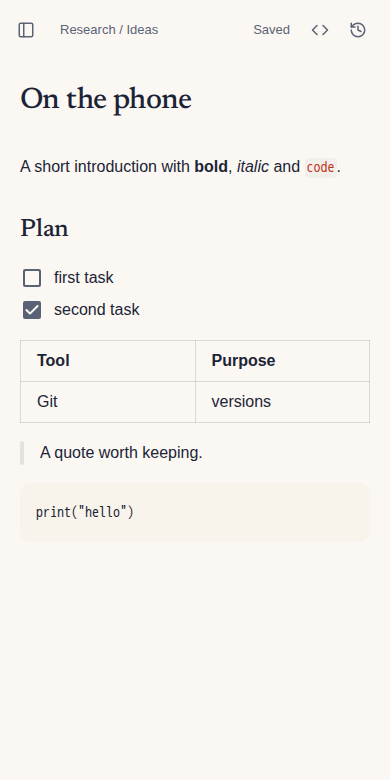 Research / Ideas Saved
On the phone
A short introduction with bold, italic and code.
Plan
first task
second task
Tool Purpose
Git versions
A quote worth keeping.
print("hello")